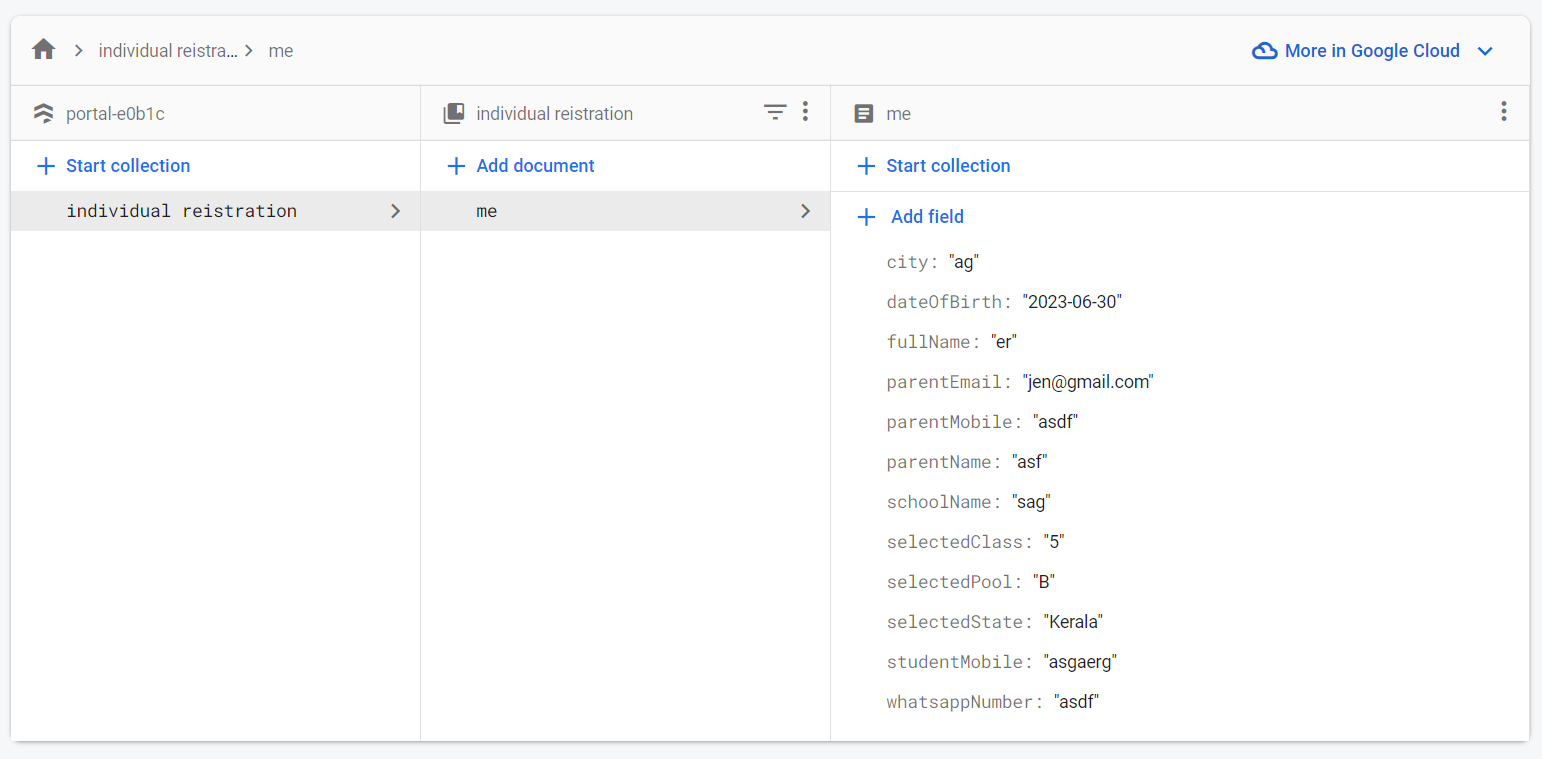 individual reistra... me
More in Google Cloud
portal-e0b1c
individual reistration
me
Start collection
Add document
Start collection
individual reistration
me
Add field
city: "ag"
dateOfBirth: "2023-06-30"
fullName: "er"
parentEmail: "jen@gmail.com"
parentMobile: "asdf"
parentName: "asf"
schoolName: "sag"
selectedClass: "5"
selectedPool: "B"
selectedState: "Kerala"
studentMobile: "asgaerg"
whatsappNumber: "asdf"